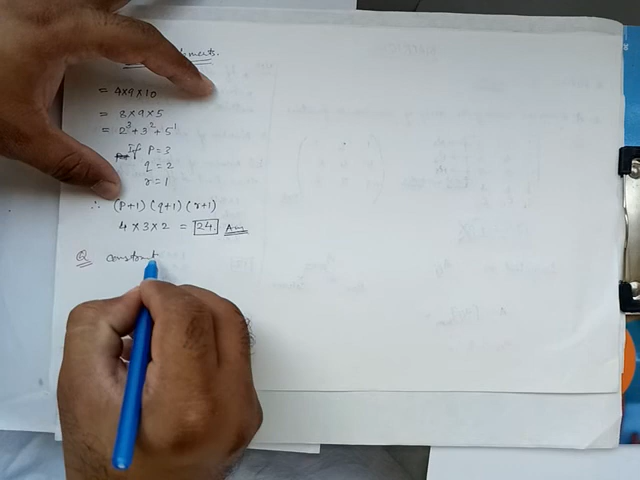 = 4×9×10
= 8×9×5
= 2³+3²+5¹
If P=3
q=2
r=1
∴ (P+1) (q+1) (r+1)
4×3×2 = 24. Ans
Q constant